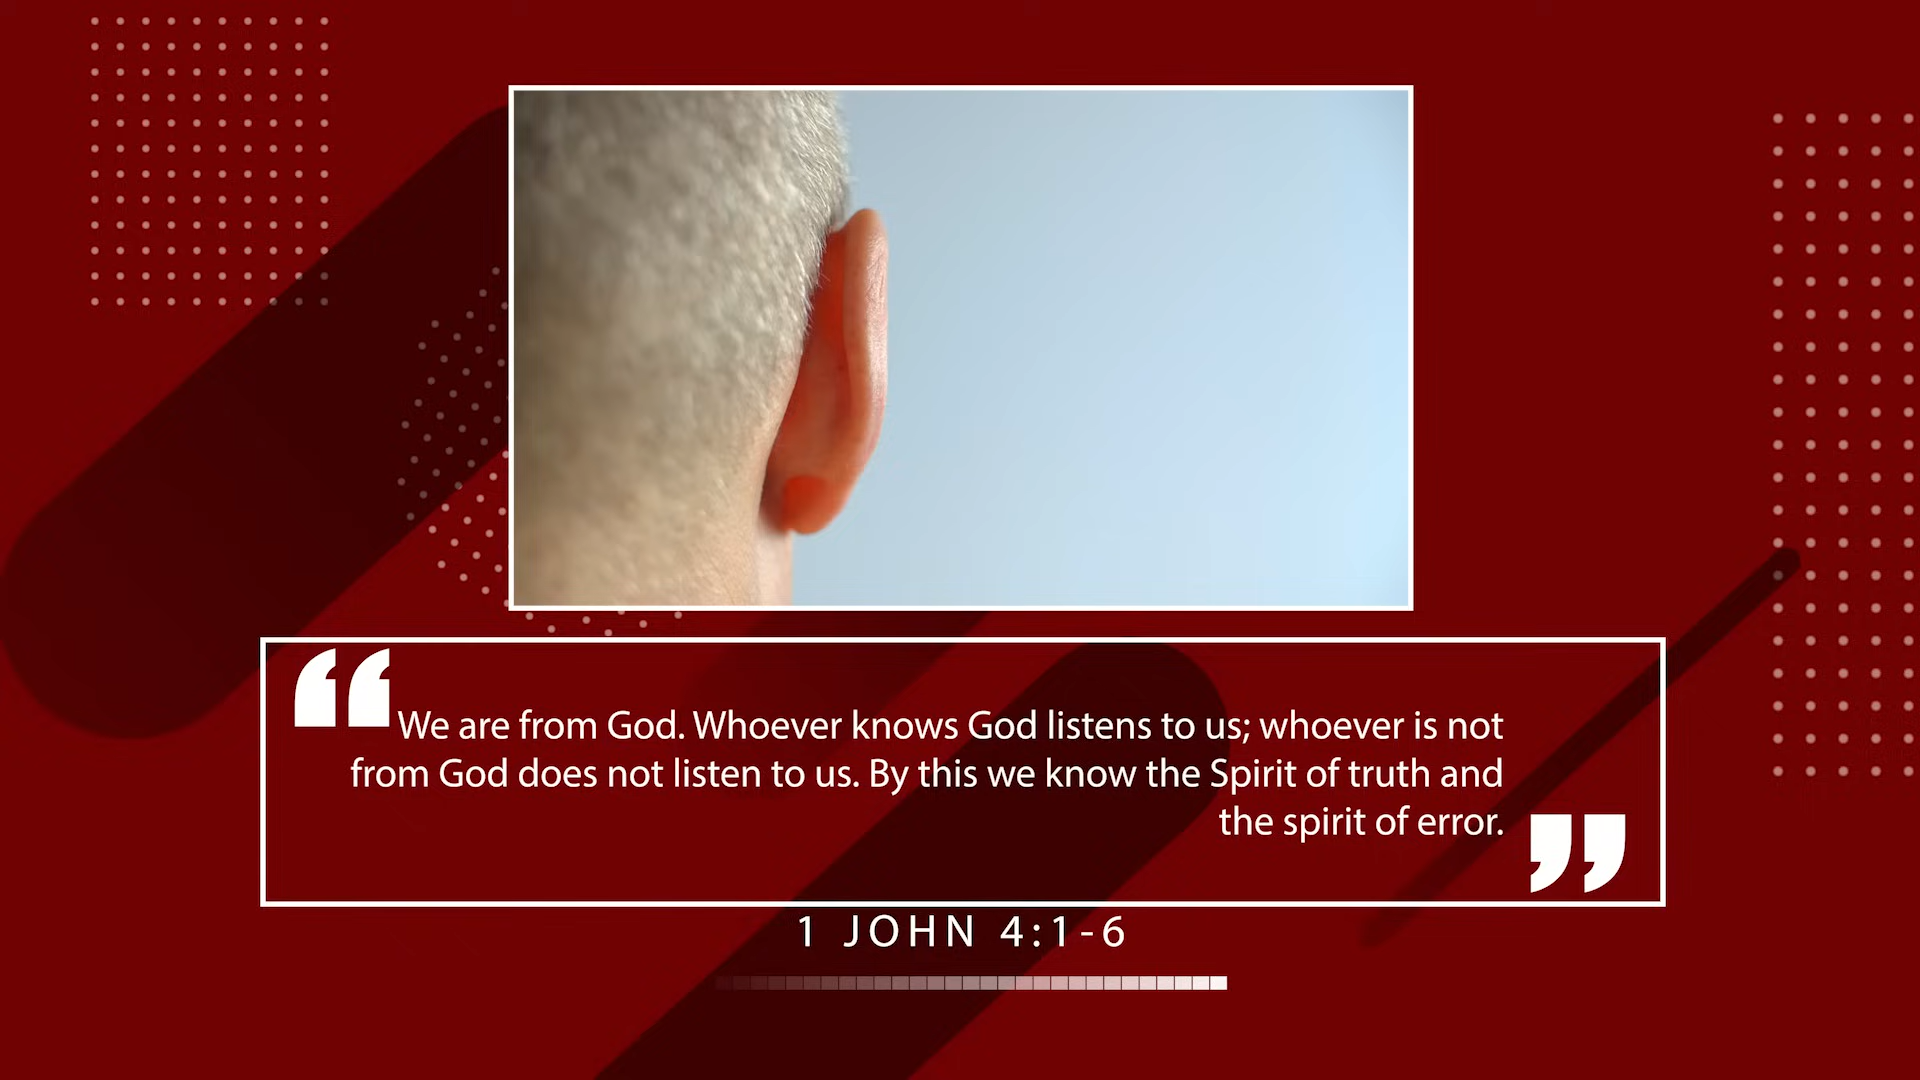 “We are from God. Whoever knows God listens to us; whoever is not
from God does not listen to us. By this we know the Spirit of truth and
the spirit of error.”
1 JOHN 4:1-6